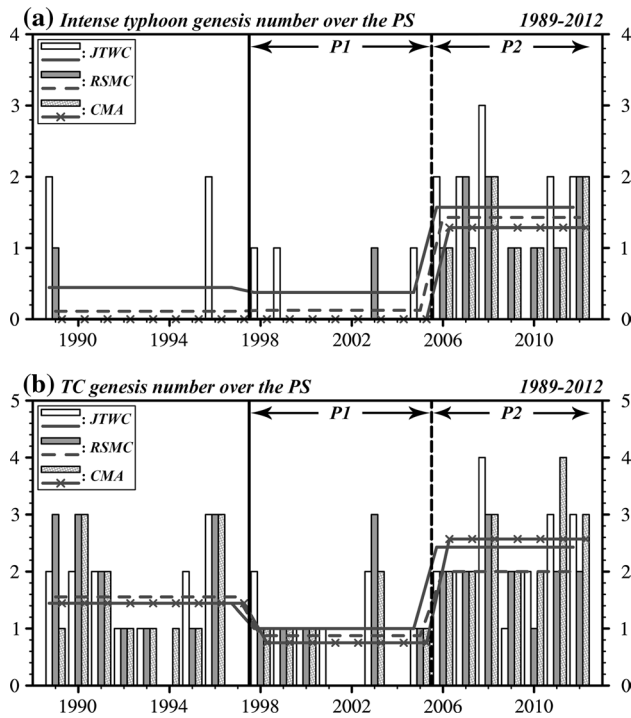 (a) Intense typhoon genesis number over the PS 1989-2012
4 4
: JTWC
: RSMC
: CMA
P1 P2
3 3
2 2
1 1
0 0
1990 1994 1998 2002 2006 2010
(b) TC genesis number over the PS 1989-2012
5 5
: JTWC
: RSMC
: CMA
P1 P2
4 4
3 3
2 2
1 1
0 0
1990 1994 1998 2002 2006 2010